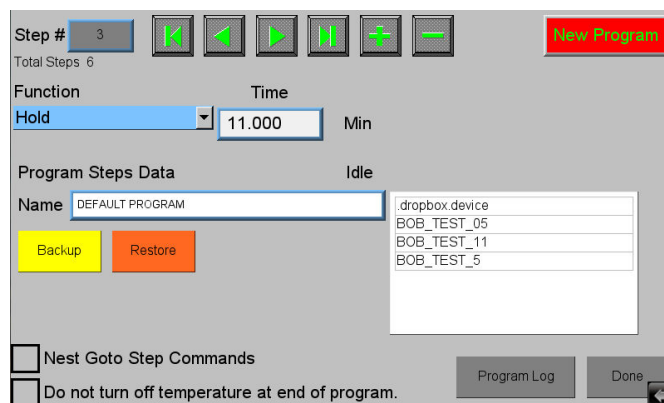 Step # 3
New Program
Total Steps 6
Function
Time
Hold
11.000
Min
Program Steps Data
Idle
Name
DEFAULT PROGRAM
.dropbox.device
BOB_TEST_05
BOB_TEST_11
BOB_TEST_5
Backup
Restore
Nest Goto Step Commands
Program Log
Done
Do not turn off temperature at end of program.